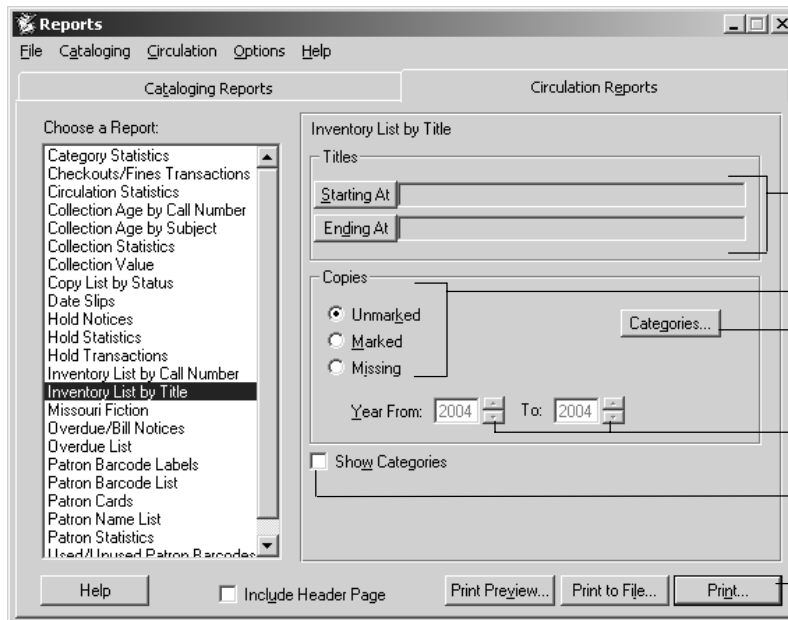 Reports
File Cataloging Circulation Options Help
Cataloging Reports
Circulation Reports
Choose a Report:
Category Statistics
Checkouts/Fines Transactions
Circulation Statistics
Collection Age by Call Number
Collection Age by Subject
Collection Statistics
Collection Value
Copy List by Status
Date Slips
Hold Notices
Hold Statistics
Hold Transactions
Inventory List by Call Number
Inventory List by Title
Missouri Fiction
Overdue/Bill Notices
Overdue List
Patron Barcode Labels
Patron Barcode List
Patron Cards
Patron Name List
Patron Statistics
Used/Unused Patron Barcodes
Inventory List by Title
Titles
Starting At
Ending At
Copies
Unmarked
Marked
Missing
Categories...
Year From: 2004 To: 2004
Show Categories
Help
Include Header Page
Print Preview...
Print to File...
Print...